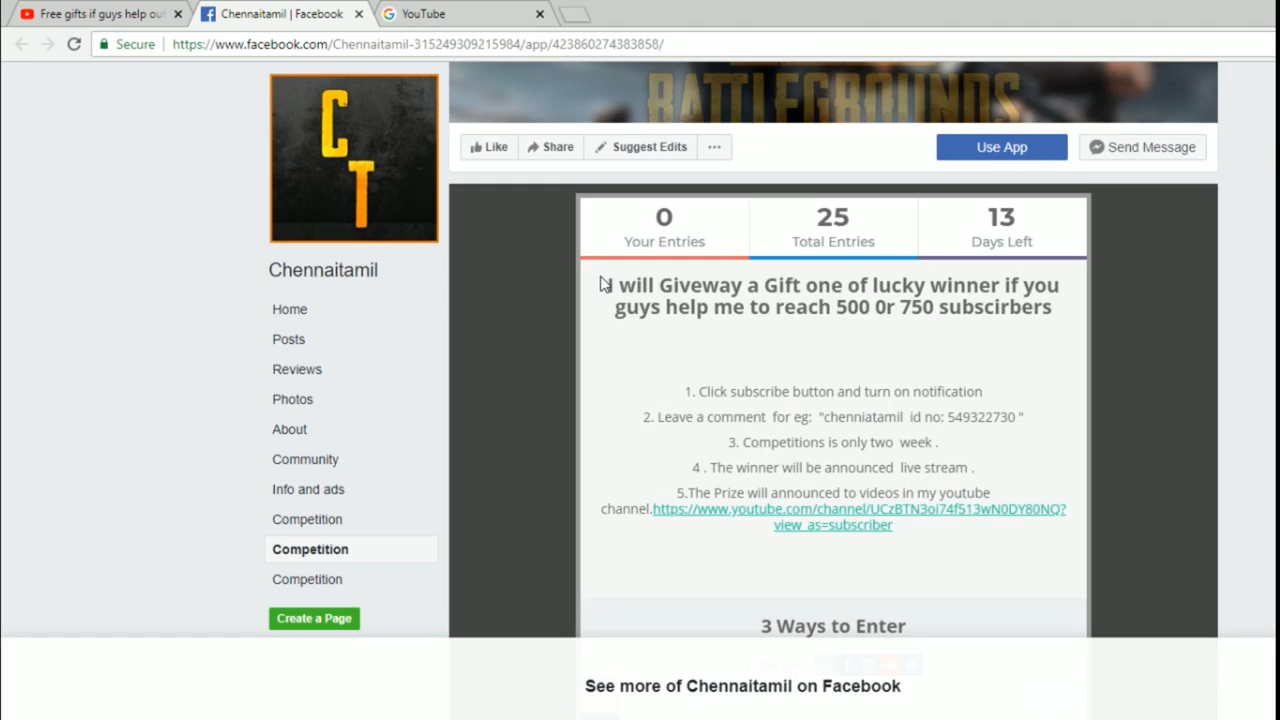 Free gifts if guys help ou
Chennaitamil | Facebook
YouTube
Secure
https://www.facebook.com/Chennaitamil-315249309215984/app/423860274383858/
BATTLEGROUNDS
CT
Like
Share
Suggest Edits
Use App
Send Message
0
25
13
Your Entries
Total Entries
Days Left
Chennaitamil
Home
Posts
Reviews
Photos
About
Community
Info and ads
Competition
Competition
Competition
Create a Page
I will Giveway a Gift one of lucky winner if you
guys help me to reach 500 0r 750 subscirbers
1. Click subscribe button and turn on notification
2. Leave a comment for eg: "chenniatamil id no: 549322730 "
3. Competitions is only two week .
4 . The winner will be announced live stream .
5.The Prize will announced to videos in my youtube
channel.https://www.youtube.com/channel/UCzBTN3oi74f513wN0DY80NQ?
view_as=subscriber
3 Ways to Enter
See more of Chennaitamil on Facebook